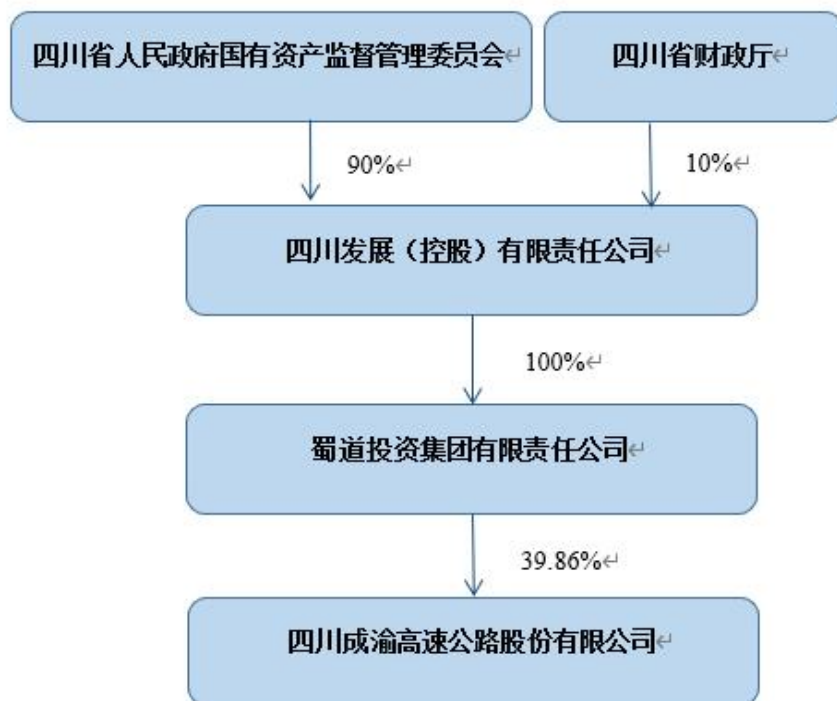 四川省人民政府国有资产监督管理委员会↵
四川省财政厅↵
90%↵
10%↵
四川发展（控股）有限责任公司↵
100%↵
蜀道投资集团有限责任公司↵
39.86%↵
四川成渝高速公路股份有限公司↵